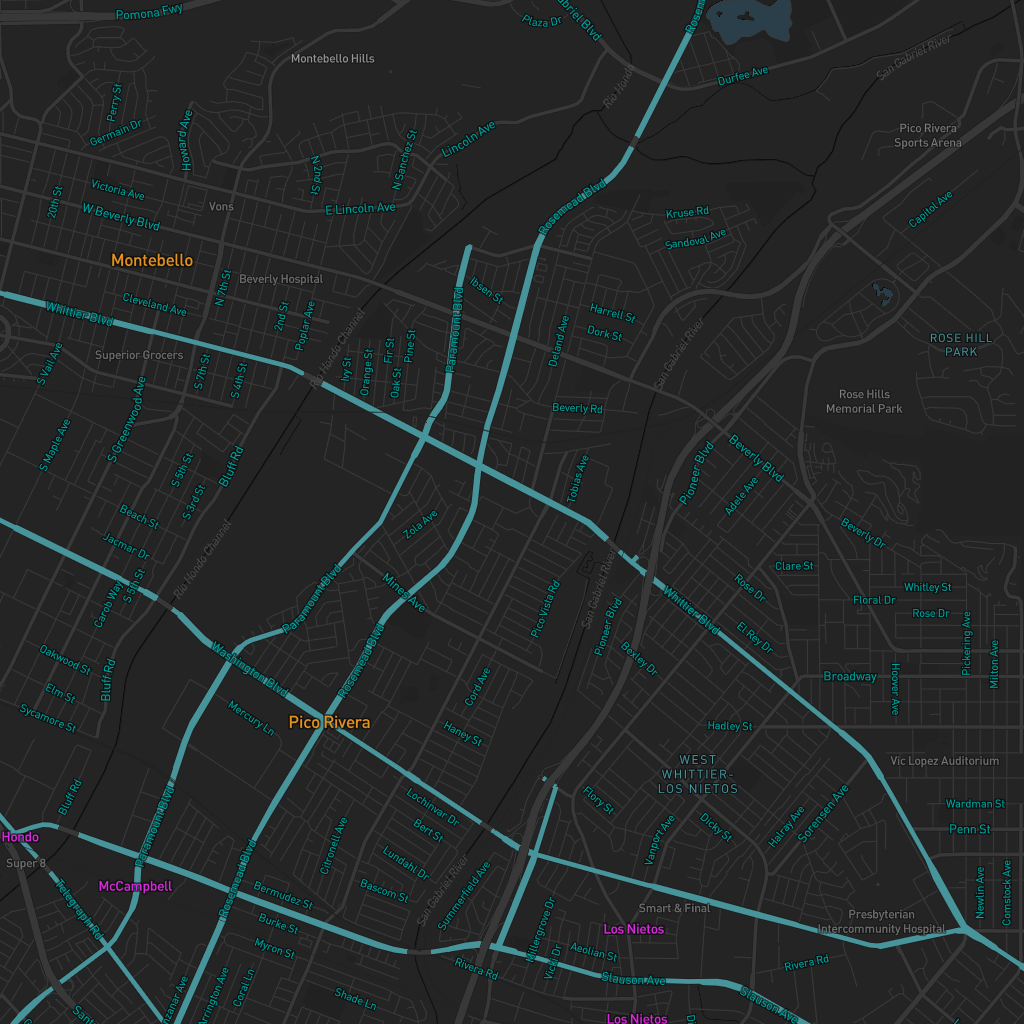 Pomona Fwy
Plaza Dr
Gabriel Blvd
Montebello Hills
San Gabriel River
Durfee Ave
Rio Hondo
Perry St
Germain Dr
Howard Ave
Lincoln Ave
N Sanchez St
N 2nd St
Pico Rivera
Sports Arena
Victoria Ave
20th St
W Beverly Blvd
Vons
E Lincoln Ave
Rosemead Blvd
Kruse Rd
Capitol Ave
Sandoval Ave
Montebello
Beverly Hospital
N 7th St
Ibsen St
Cleveland Ave
Whittier Blvd
2nd St
Poplar Ave
Paramount Blvd
Harrell St
Dork St
Deland Ave
Rio Hondo Channel
San Gabriel River
ROSE HILL
PARK
Superior Grocers
S Vail Ave
S 7th St
S 4th St
Ivy St
Orange St
Fir St
Oak St
Pine St
Rose Hills
Memorial Park
Beverly Rd
S Greenwood Ave
S Maple Ave
Bluff Rd
S 5th St
S 3rd St
Tobias Ave
Pioneer Blvd
Beverly Blvd
Adele Ave
Beach St
Jacmar Dr
Zola Ave
Beverly Dr
Rio Hondo Channel
S 5th St
Carob Way
Mines Ave
Paramount Blvd
Pico Vista Rd
San Gabriel River
Pioneer Blvd
Clare St
Rose Dr
Whittier Blvd
El Rey Dr
Whitley St
Floral Dr
Rose Dr
Pickering Ave
Milton Ave
Hoover Ave
Broadway
Bexley Dr
Oakwood St
Elm St
Sycamore St
Bluff Rd
Washington Blvd
Rosemead Blvd
Cord Ave
Mercury Ln
Pico Rivera
Haney St
Hadley St
WEST
WHITTIER-
LOS NIETOS
Vic Lopez Auditorium
Bluff Rd
Lochinvar Dr
Bert St
Flory St
Vanport Ave
Dicky St
Halray Ave
Sorensen Ave
Wardman St
Penn St
Hondo
Super 8
Paramount Blvd
Citronell Ave
Lundahl Dr
Bascom St
San Gabriel River
Summerfield Ave
McCampbell
Telegraph Rd
Rosemead Blvd
Bermudez St
Burke St
Myron St
Millergrove Dr
Vicki Dr
Smart & Final
Los Nietos
Aeolian St
Presbyterian
Intercommunity Hospital
Newlin Ave
Comstock Ave
Rivera Rd
Slauson Ave
Rivera Rd
Slauson Ave
Coral Ln
Shade Ln
Los Nietos